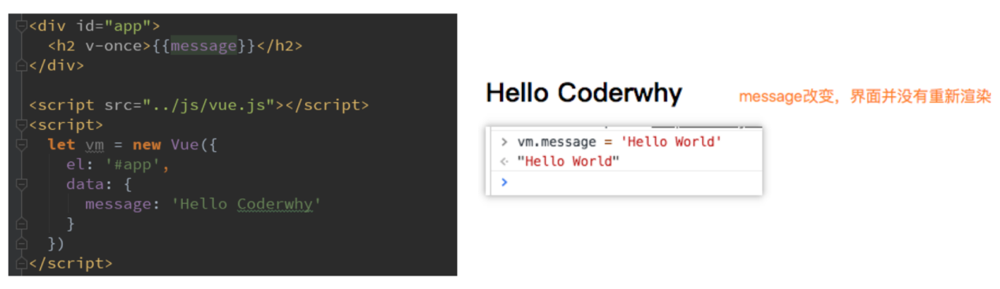 <div id="app">
  <h2 v-once>{{message}}</h2>
</div>

<script src="../js/vue.js"></script>
<script>
  let vm = new Vue({
    el: '#app',
    data: {
      message: 'Hello Coderwhy'
    }
  })
</script>
Hello Coderwhy
message改变，界面并没有重新渲染
> vm.message = 'Hello World'
<· "Hello World"
>